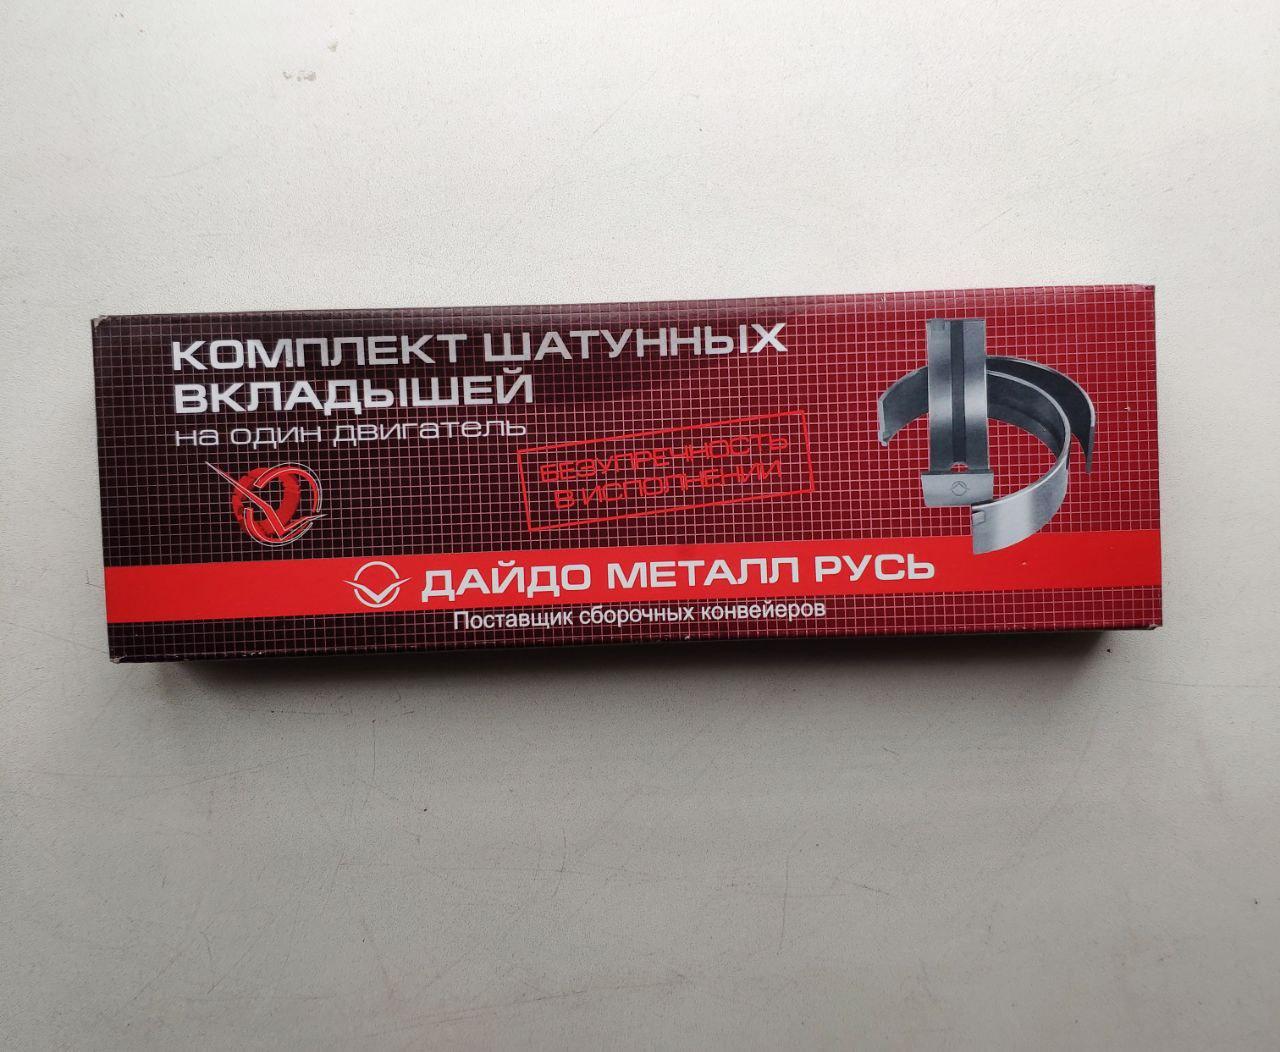 КОМПЛЕКТ ШАТУННЫХ
ВКЛАДЫШЕЙ
на один двигатель
БЕЗУПРЕЧНОСТЬ
В ИСПОЛНЕНИИ
ДАЙДО МЕТАЛЛ РУСЬ
Поставщик сборочных конвейеров